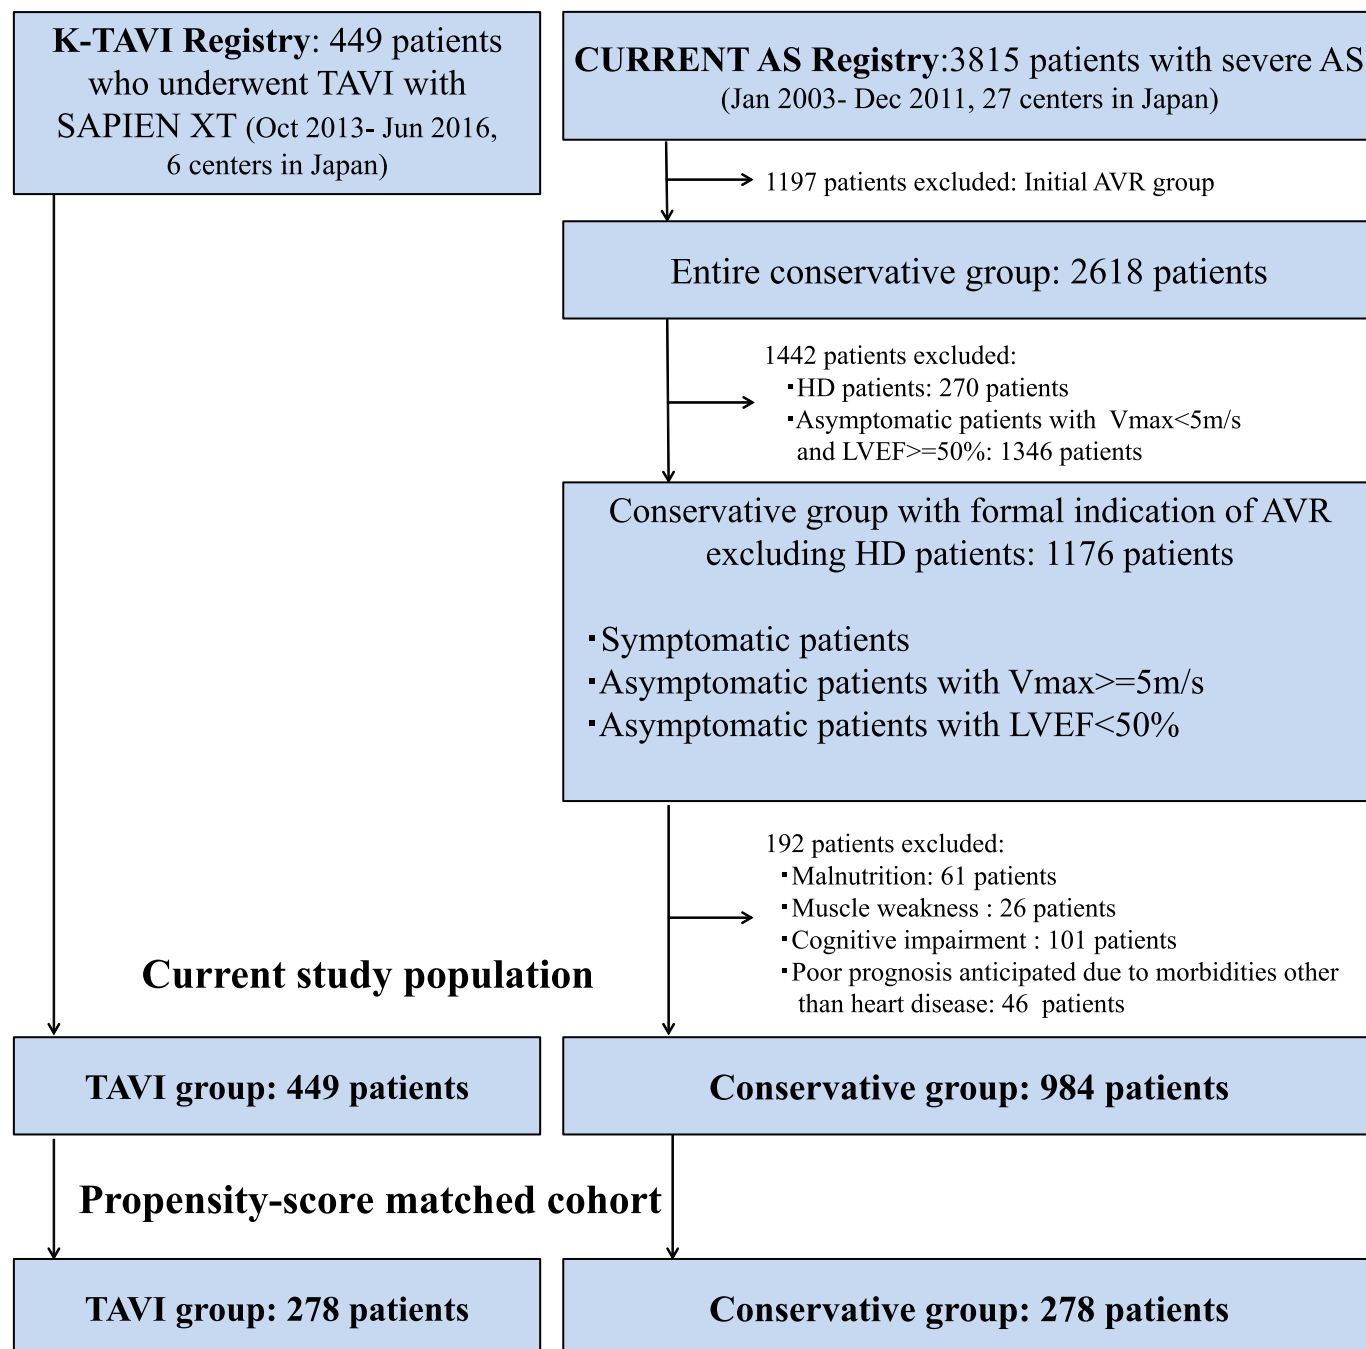 K-TAVI Registry: 449 patients
who underwent TAVI with
SAPIEN XT (Oct 2013- Jun 2016,
6 centers in Japan)
CURRENT AS Registry:3815 patients with severe AS
(Jan 2003- Dec 2011, 27 centers in Japan)
1197 patients excluded: Initial AVR group
Entire conservative group: 2618 patients
1442 patients excluded:
・HD patients: 270 patients
・Asymptomatic patients with Vmax<5m/s
and LVEF>=50%: 1346 patients
Conservative group with formal indication of AVR
excluding HD patients: 1176 patients
・Symptomatic patients
・Asymptomatic patients with Vmax>=5m/s
・Asymptomatic patients with LVEF<50%
192 patients excluded:
・Malnutrition: 61 patients
・Muscle weakness : 26 patients
・Cognitive impairment : 101 patients
・Poor prognosis anticipated due to morbidities other
than heart disease: 46 patients
Current study population
TAVI group: 449 patients
Conservative group: 984 patients
Propensity-score matched cohort
TAVI group: 278 patients
Conservative group: 278 patients